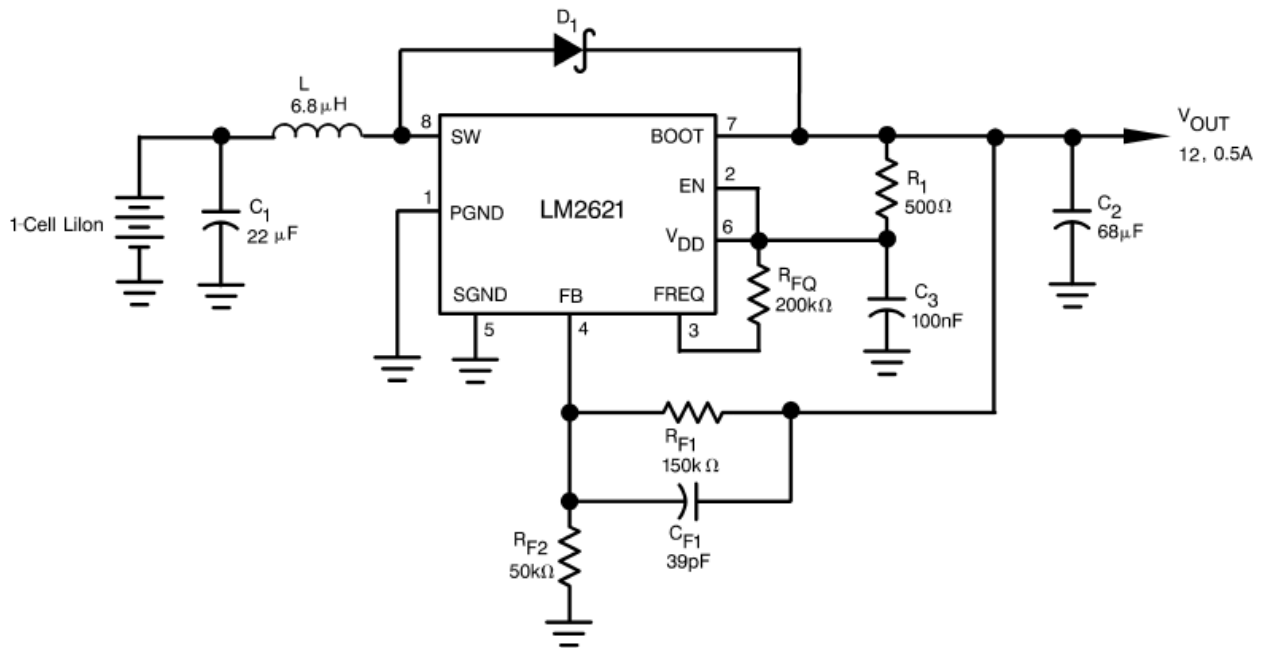 D1
L
6.8μH
8
SW
BOOT
7
VOUT
12, 0.5A
1-Cell LiIon
C1
22 μF
1
PGND
LM2621
EN
2
R1
500Ω
C2
68μF
VDD
6
SGND
FB
FREQ
RFQ
200kΩ
C3
100nF
5
4
3
RF1
150kΩ
CF1
39pF
RF2
50kΩ